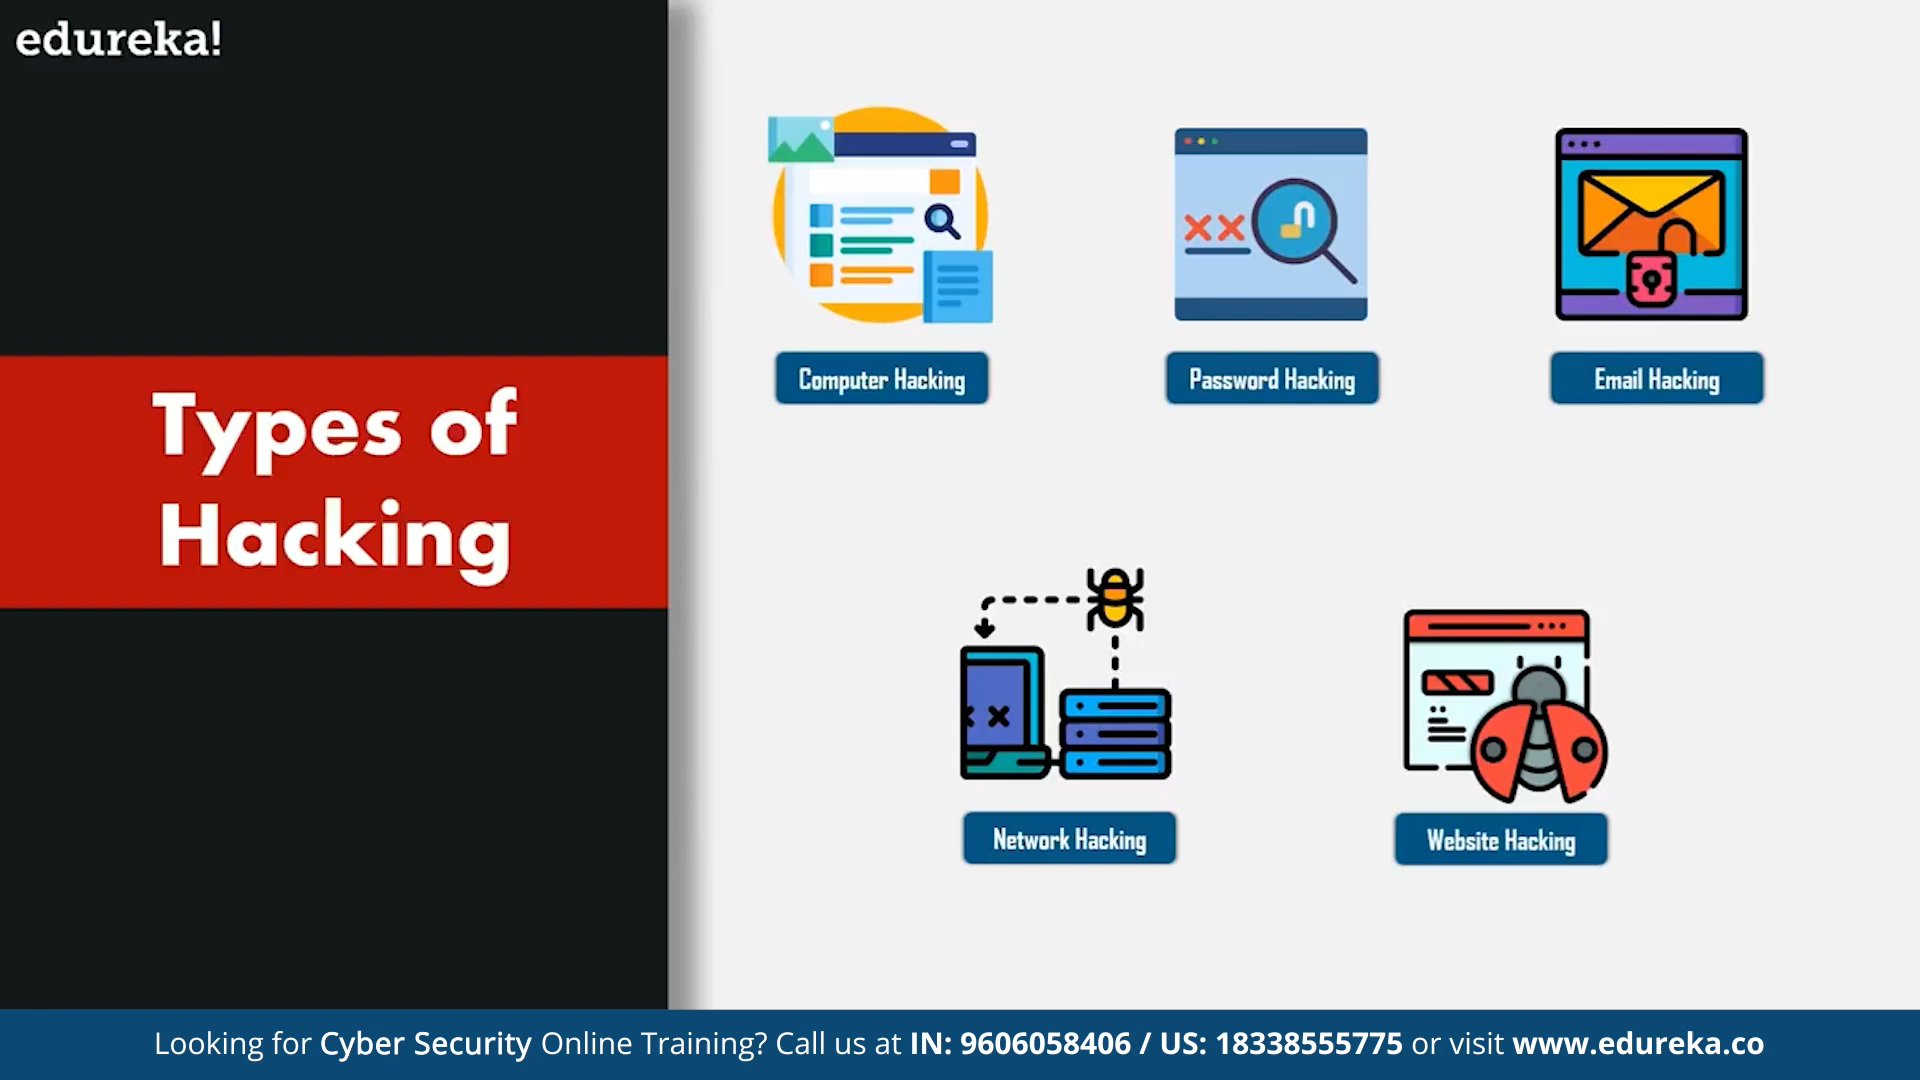 edureka!
Types of
Hacking
Computer Hacking
Password Hacking
Email Hacking
Network Hacking
Website Hacking
Looking for Cyber Security Online Training? Call us at IN: 9606058406 / US: 18338555775 or visit www.edureka.co